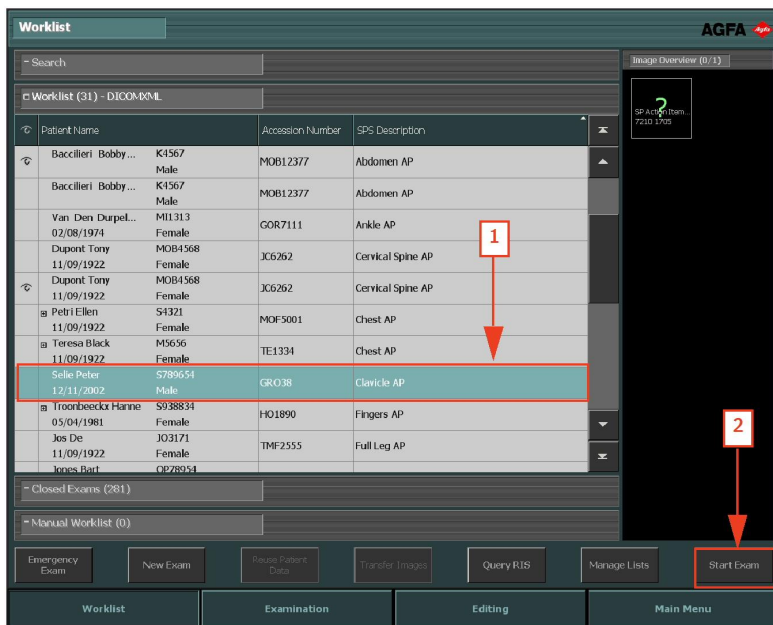 Worklist
AGFA
Agfa
Search
Image Overview (0/1)
Worklist (31) - DICOMXML
?
SP Action Item...
7210 1705
Patient Name Accession Number SPS Description
Baccilieri Bobby... K4567 MOB12377 Abdomen AP
Male
Baccilieri Bobby... K4567 MOB12377 Abdomen AP
Male
Van Den Durpel... MI1313 GOR7111 Ankle AP
02/08/1974 Female
1
Dupont Tony MOB4568 JC6262 Cervical Spine AP
11/09/1922 Female
Dupont Tony MOB4568 JC6262 Cervical Spine AP
11/09/1922 Female
Petri Ellen S4321 MOF5001 Chest AP
11/09/1922 Female
Teresa Black M5656 TE1334 Chest AP
11/09/1922 Female
Selie Peter S789654 GRO38 Clavicle AP
12/11/2002 Male
Troonbeeckx Hanne S938834 HO1890 Fingers AP
05/04/1981 Female
2
Jos De JO3171 TMF2555 Full Leg AP
11/09/1922 Female
Jones Bart OP78954
Closed Exams (281)
Manual Worklist (0)
Emergency Exam New Exam Reuse Patient Data Transfer Images Query RIS Manage Lists Start Exam
Worklist Examination Editing Main Menu